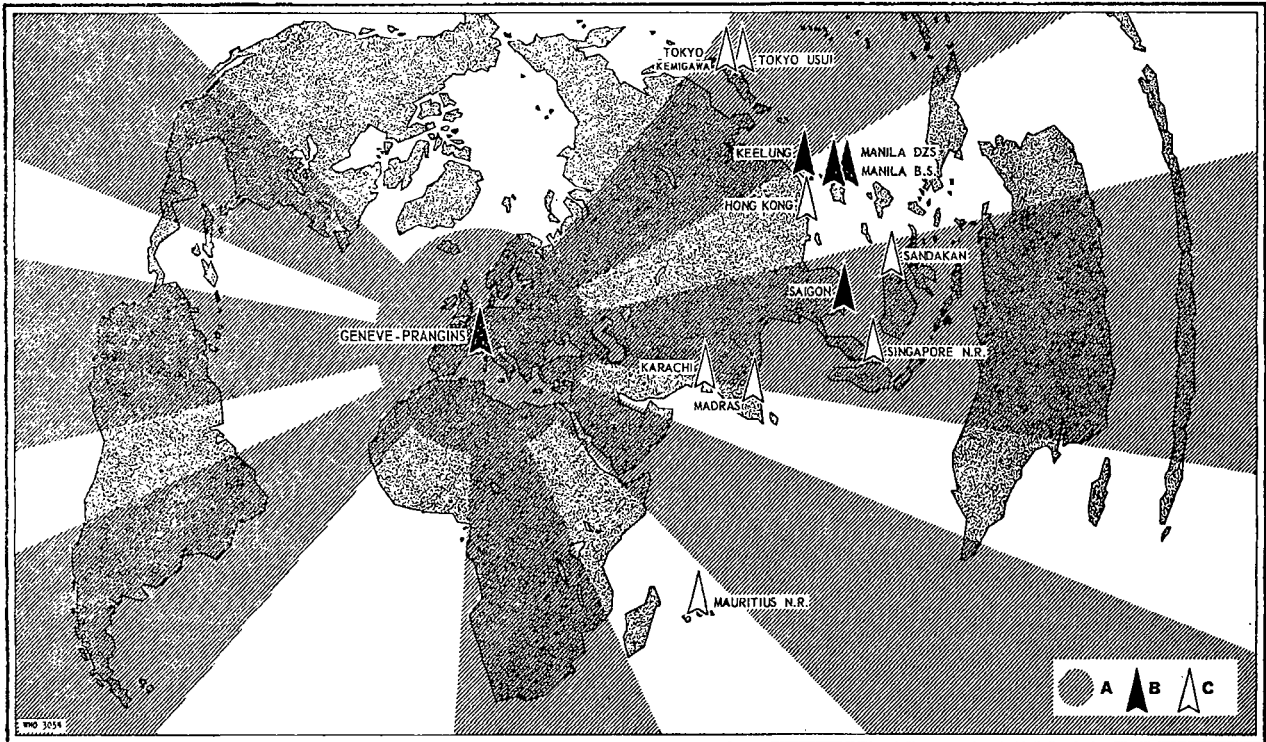 TOKYO
KEMIGAWA
TOKYO USUI
KEELUNG
MANILA DZS
MANILA B.S.
HONG KONG
SANDAKAN
SAIGON
GENEVE-PRANGINS
SINGAPORE N.R.
KARACHI
MADRAS
MAURITIUS N.R.
A B C
WHO 3054